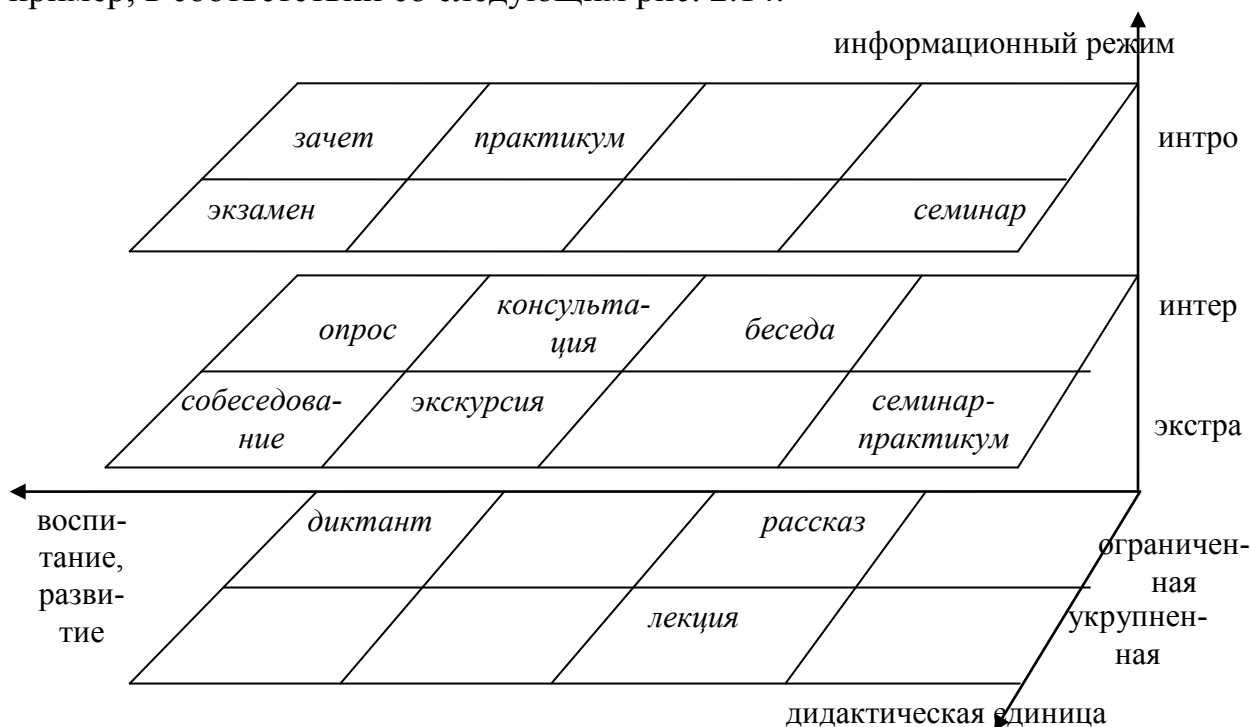 пример, в соответствии со следующим рис. 2.14.
информационный режим
зачет практикум
интро
экзамен семинар
консульта-
ция
опрос
беседа
интер
собеседова-
ние
экскурсия
семинар-
практикум
экстра
воспи-
тание,
разви-
тие
диктант
рассказ
ограничен-
ная
лекция
укрупнен-
ная
дидактическая единица